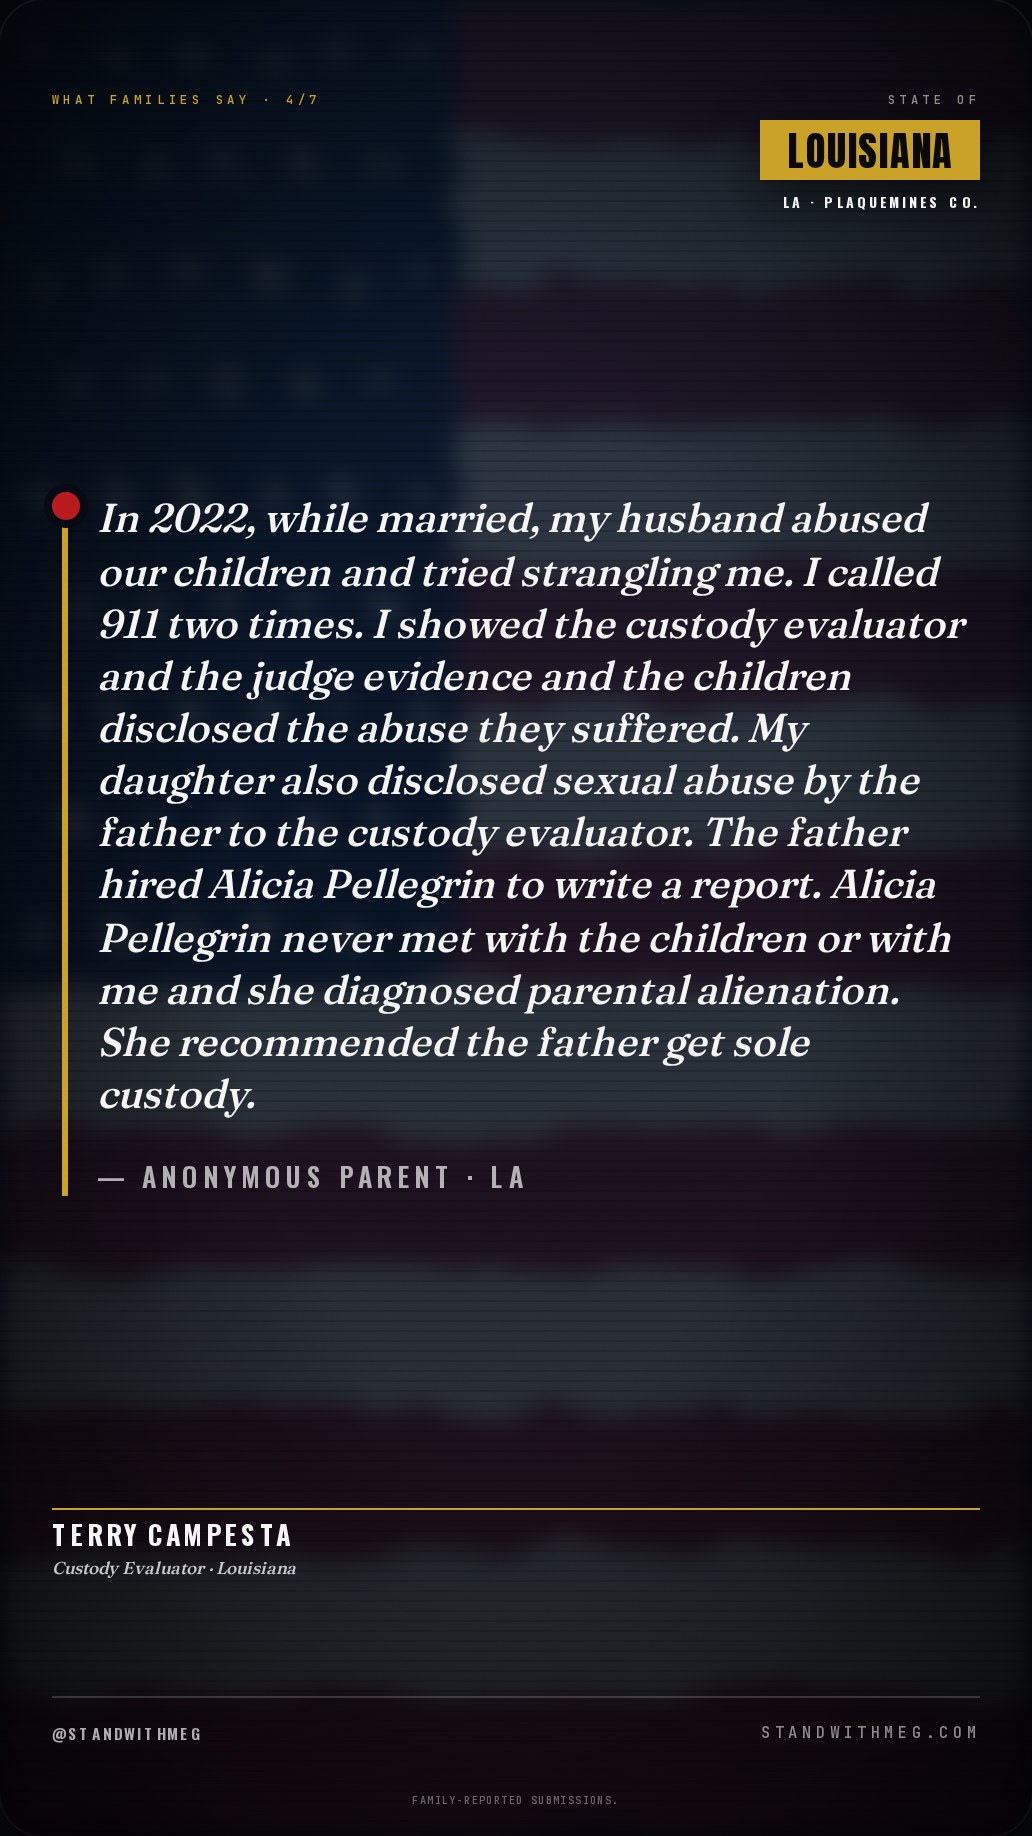 WHAT FAMILIES SAY · 4/7
STATE OF
LOUISIANA
LA · PLAQUEMINES CO.
In 2022, while married, my husband abused
our children and tried strangling me. I called
911 two times. I showed the custody evaluator
and the judge evidence and the children
disclosed the abuse they suffered. My
daughter also disclosed sexual abuse by the
father to the custody evaluator. The father
hired Alicia Pellegrin to write a report. Alicia
Pellegrin never met with the children or with
me and she diagnosed parental alienation.
She recommended the father get sole
custody.
— ANONYMOUS PARENT · LA
TERRY CAMPESTA
Custody Evaluator · Louisiana
@STANDWITHMEG
STANDWITHMEG.COM
FAMILY-REPORTED SUBMISSIONS.